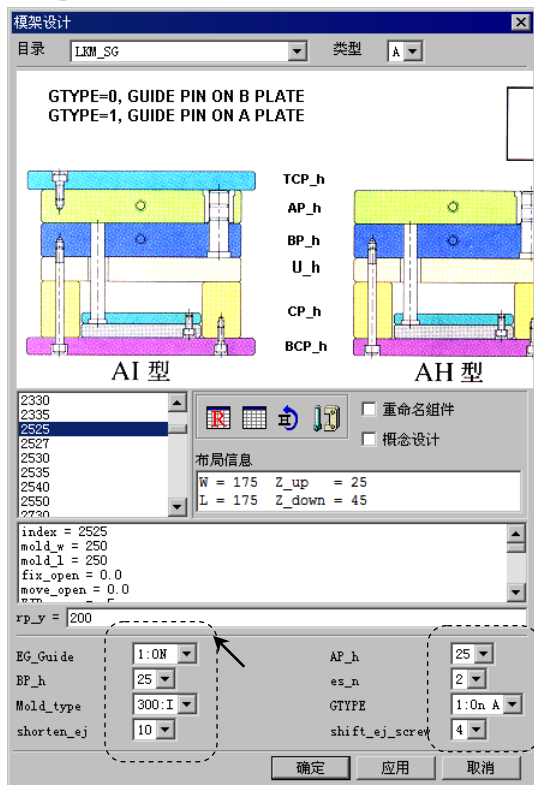 模架设计
目录 LKM_SG 类型 A
GTYPE=0, GUIDE PIN ON B PLATE
GTYPE=1, GUIDE PIN ON A PLATE
TCP_h
AP_h
BP_h
U_h
CP_h
BCP_h
AI 型 AH 型
2330
2335
2525
2527
2530
2535
2540
2550
2730
R
重命名组件
概念设计
布局信息
W = 175 Z_up = 25
L = 175 Z_down = 45
index = 2525
mold_w = 250
mold_l = 250
fix_open = 0.0
move_open = 0.0
rp_y = 200
EG_Guide 1:ON AP_h 25
BP_h 25 es_n 2
Mold_type 300:I GTYPE 1:On A
shorten_ej 10 shift_ej_screw 4
确定 应用 取消